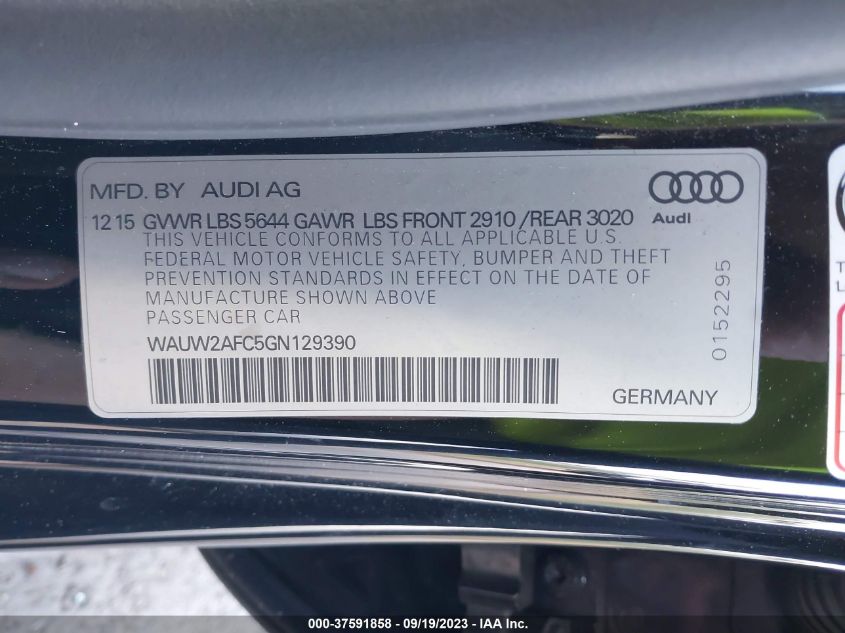 MFD. BY AUDI AG
Audi
12 15 GVWR LBS 5644 GAWR LBS FRONT 2910 /REAR 3020
THIS VEHICLE CONFORMS TO ALL APPLICABLE U.S.
FEDERAL MOTOR VEHICLE SAFETY, BUMPER AND THEFT
PREVENTION STANDARDS IN EFFECT ON THE DATE OF
MANUFACTURE SHOWN ABOVE
PASSENGER CAR
WAUW2AFC5GN129390
GERMANY
0152295
000-37591858 - 09/19/2023 - IAA Inc.